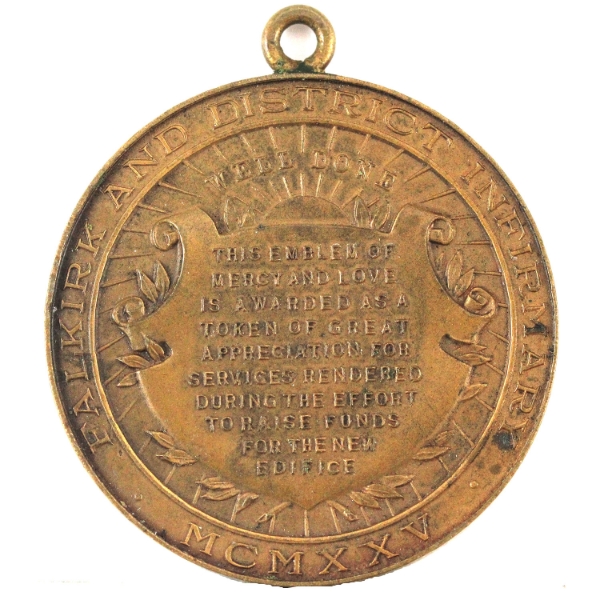 FALKIRK AND DISTRICT INFIRMARY
WELL DONE
THIS EMBLEM OF
MERCY AND LOVE
IS AWARDED AS A
TOKEN OF GREAT
APPRECIATION FOR
SERVICES RENDERED
DURING THE EFFORT
TO RAISE FUNDS
FOR THE NEW
EDIFICE
MCMXXV